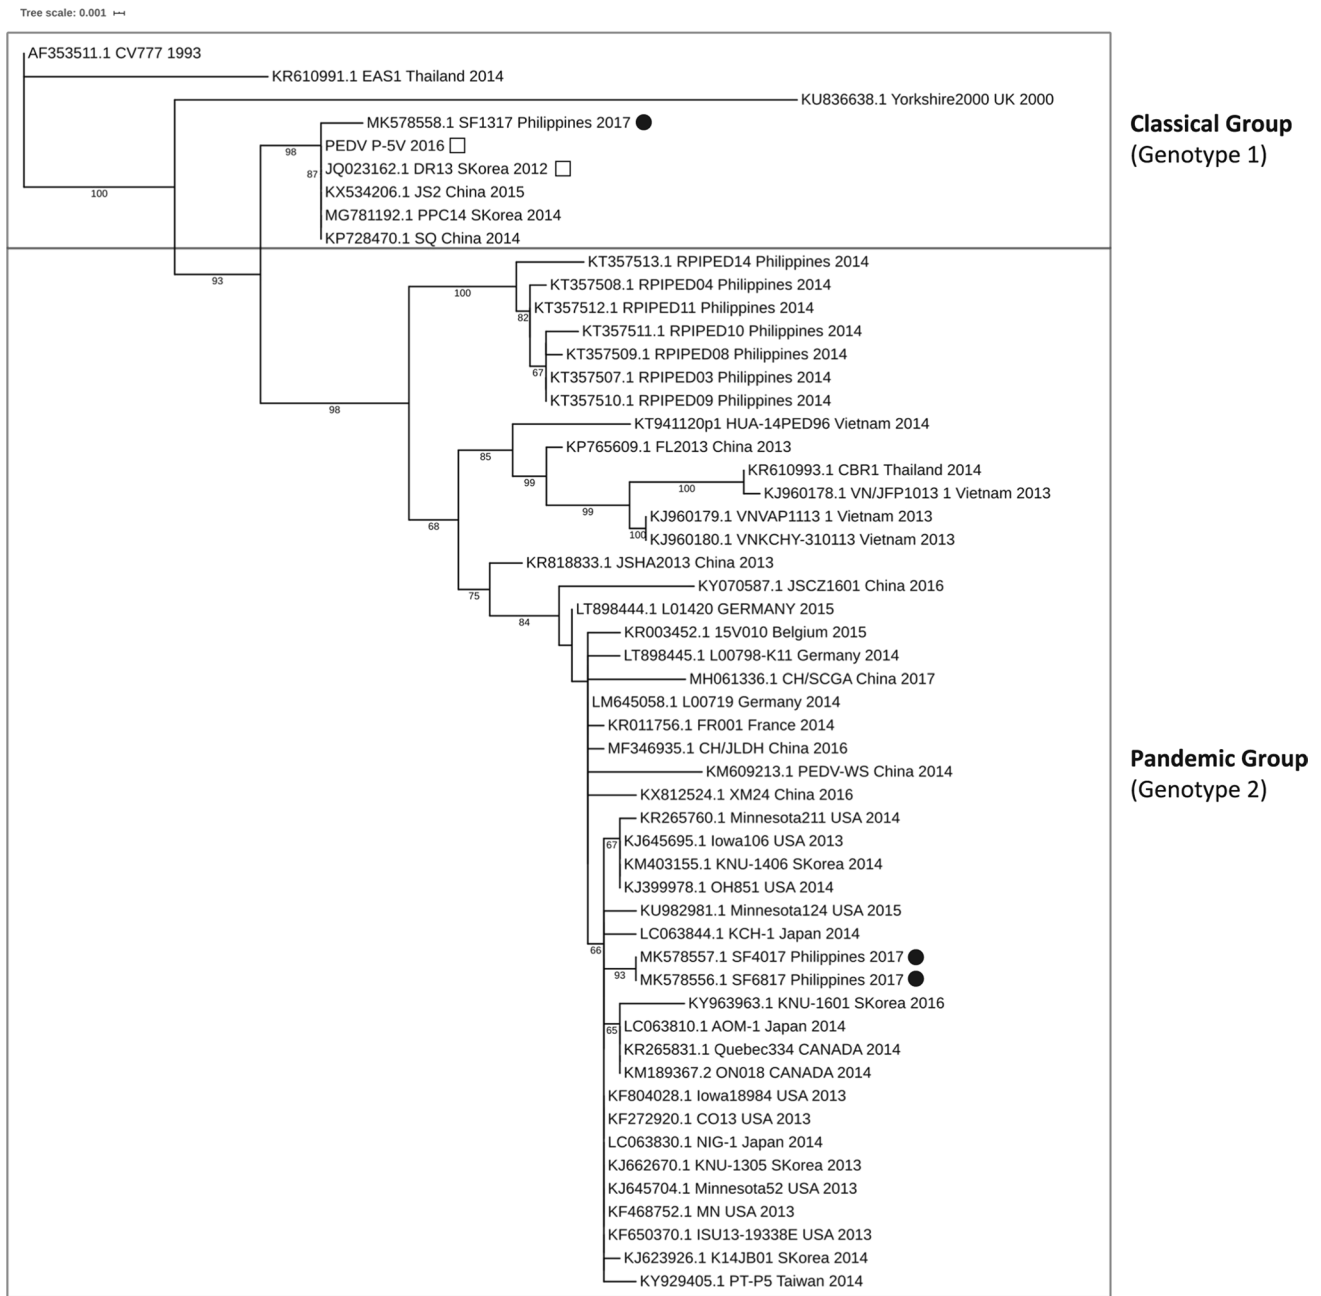 Tree scale: 0.001
AF353511.1 CV777 1993
KR610991.1 EAS1 Thailand 2014
KU836638.1 Yorkshire2000 UK 2000
MK578558.1 SF1317 Philippines 2017
98
PEDV P-5V 2016
87
JQ023162.1 DR13 SKorea 2012
100
KX534206.1 JS2 China 2015
MG781192.1 PPC14 SKorea 2014
KP728470.1 SQ China 2014
Classical Group
(Genotype 1)
93
KT357513.1 RPIPED14 Philippines 2014
100
KT357508.1 RPIPED04 Philippines 2014
82
KT357512.1 RPIPED11 Philippines 2014
KT357511.1 RPIPED10 Philippines 2014
KT357509.1 RPIPED08 Philippines 2014
67
KT357507.1 RPIPED03 Philippines 2014
KT357510.1 RPIPED09 Philippines 2014
98
KT941120p1 HUA-14PED96 Vietnam 2014
85
KP765609.1 FL2013 China 2013
99
KR610993.1 CBR1 Thailand 2014
100
KJ960178.1 VN/JFP1013 1 Vietnam 2013
99
KJ960179.1 VNVAP1113 1 Vietnam 2013
100
KJ960180.1 VNKCHY-310113 Vietnam 2013
68
KR818833.1 JSHA2013 China 2013
75
KY070587.1 JSCZ1601 China 2016
84
LT898444.1 L01420 GERMANY 2015
KR003452.1 15V010 Belgium 2015
LT898445.1 L00798-K11 Germany 2014
MH061336.1 CH/SCGA China 2017
LM645058.1 L00719 Germany 2014
KR011756.1 FR001 France 2014
MF346935.1 CH/JLDH China 2016
KM609213.1 PEDV-WS China 2014
KX812524.1 XM24 China 2016
KR265760.1 Minnesota211 USA 2014
67
KJ645695.1 Iowa106 USA 2013
KM403155.1 KNU-1406 SKorea 2014
KJ399978.1 OH851 USA 2014
KU982981.1 Minnesota124 USA 2015
LC063844.1 KCH-1 Japan 2014
66
MK578557.1 SF4017 Philippines 2017
93
MK578556.1 SF6817 Philippines 2017
KY963963.1 KNU-1601 SKorea 2016
65
LC063810.1 AOM-1 Japan 2014
KR265831.1 Quebec334 CANADA 2014
KM189367.2 ON018 CANADA 2014
KF804028.1 Iowa18984 USA 2013
KF272920.1 CO13 USA 2013
LC063830.1 NIG-1 Japan 2014
KJ662670.1 KNU-1305 SKorea 2013
KJ645704.1 Minnesota52 USA 2013
KF468752.1 MN USA 2013
KF650370.1 ISU13-19338E USA 2013
KJ623926.1 K14JB01 SKorea 2014
KY929405.1 PT-P5 Taiwan 2014
Pandemic Group
(Genotype 2)